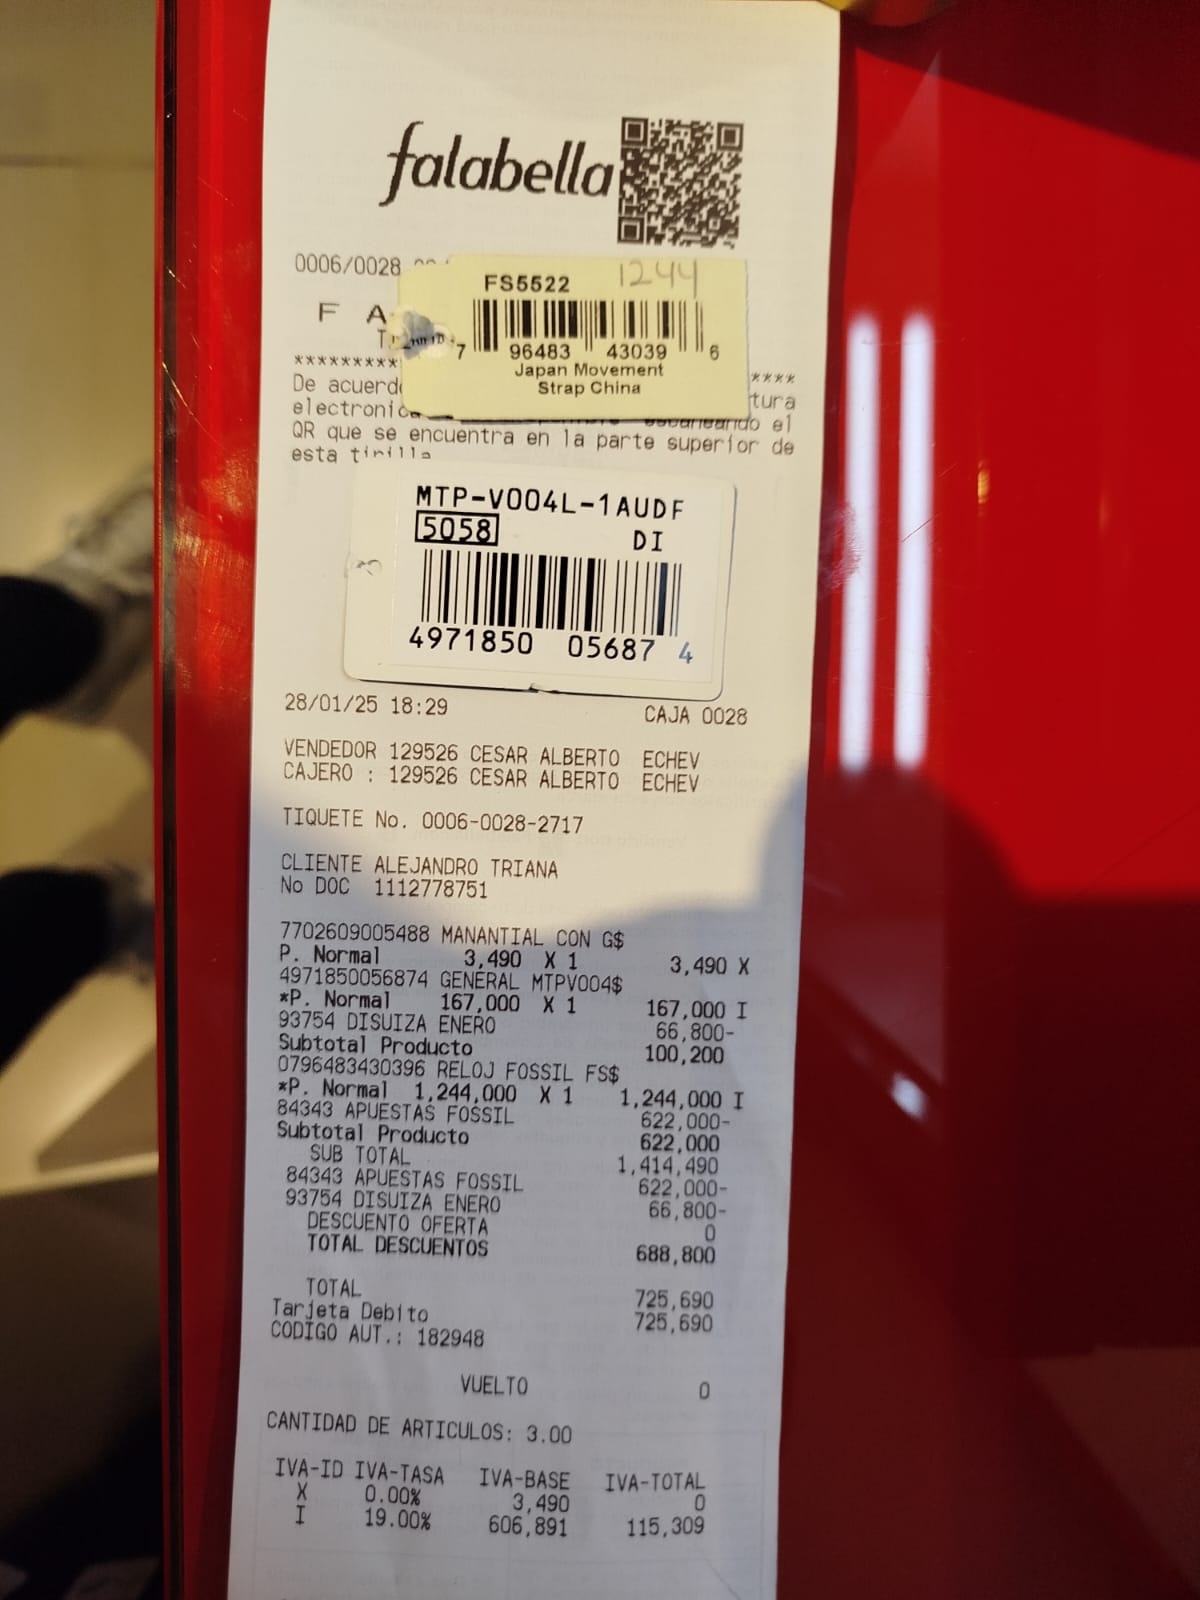 falabella
0006/0028
FS5522 1244
F A
7 96483 43039 6
Japan Movement
Strap China
************* ****
De acuerdo tura
electronica escaneando el
QR que se encuentra en la parte superior de
esta tirilla
MTP-V004L-1AUDF
5058 DI
4971850 05687 4
28/01/25 18:29 CAJA 0028
VENDEDOR 129526 CESAR ALBERTO ECHEV
CAJERO : 129526 CESAR ALBERTO ECHEV
TIQUETE No. 0006-0028-2717
CLIENTE ALEJANDRO TRIANA
No DOC 1112778751
7702609005488 MANANTIAL CON G$
P. Normal 3,490 X 1 3,490 X
4971850056874 GENERAL MTPV004$
*P. Normal 167,000 X 1 167,000 I
93754 DISUIZA ENERO 66,800-
Subtotal Producto 100,200
0796483430396 RELOJ FOSSIL FS$
*P. Normal 1,244,000 X 1 1,244,000 I
84343 APUESTAS FOSSIL 622,000-
Subtotal Producto 622,000
SUB TOTAL 1,414,490
84343 APUESTAS FOSSIL 622,000-
93754 DISUIZA ENERO 66,800-
DESCUENTO OFERTA 0
TOTAL DESCUENTOS 688,800
TOTAL 725,690
Tarjeta Debito 725,690
CODIGO AUT.: 182948
VUELTO 0
CANTIDAD DE ARTICULOS: 3.00
IVA-ID IVA-TASA IVA-BASE IVA-TOTAL
X 0.00% 3,490 0
I 19.00% 606,891 115,309